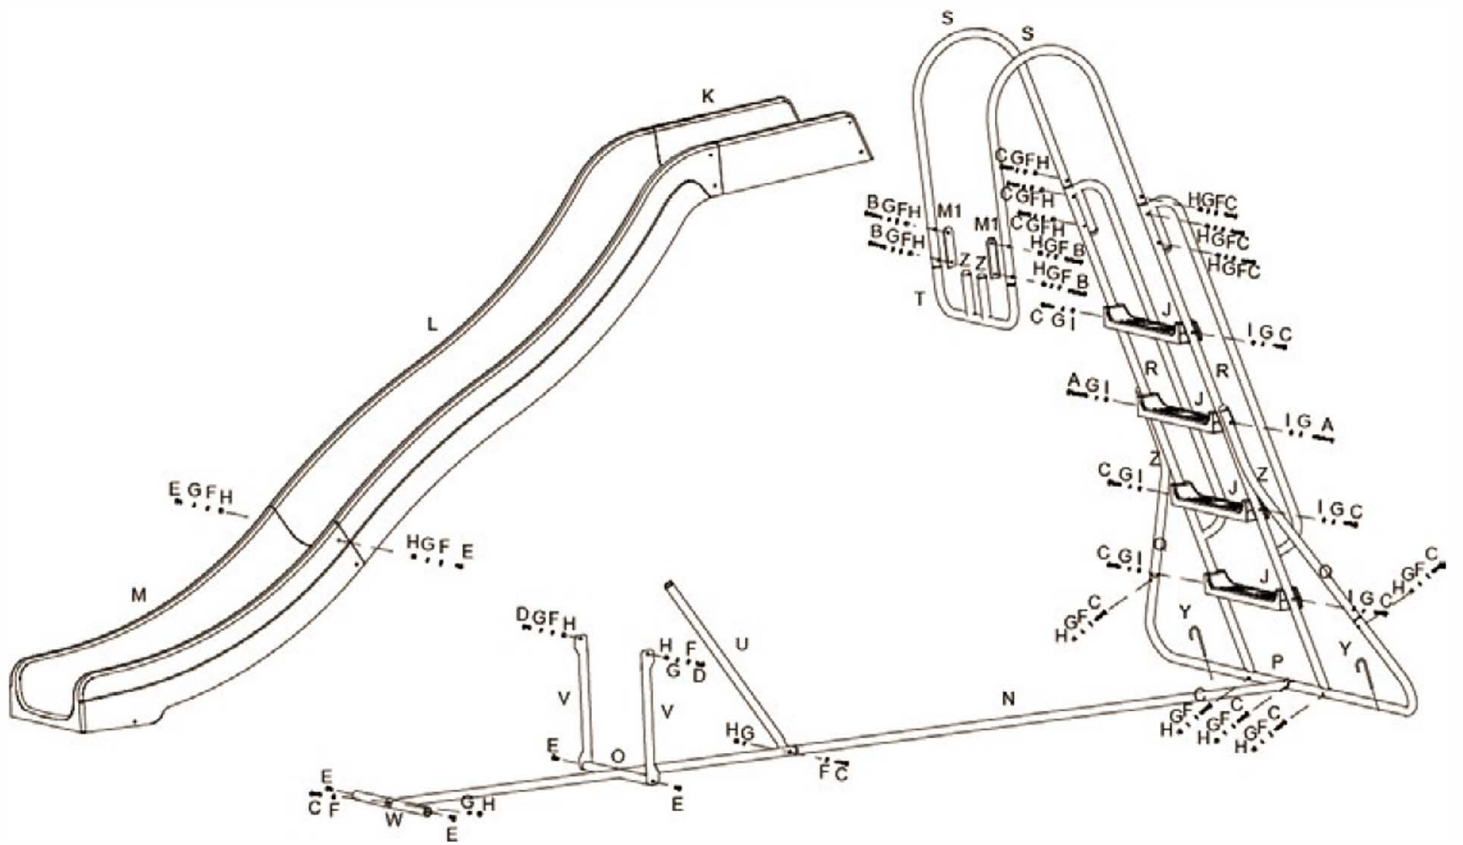 S
S
K
C G F H
C G F H
C G F H
H G F C
H G F C
H G F C
B G F H
M1
M1
B G F H
H G F B
Z Z
H G F B
T
C G I
J
I G C
L
R
R
A G I
J
I G A
Z
Z
C G I
J
I G C
E G F H
H G F E
Q
Q
C G I
J
I G C
H G F C
H G F C
M
Y
Y
D G F H
H F
G D
U
P
V
V
N
C
H G F C
H G F C
H G F C
H G
F C
E
O
E
E
C F
W
G H
E